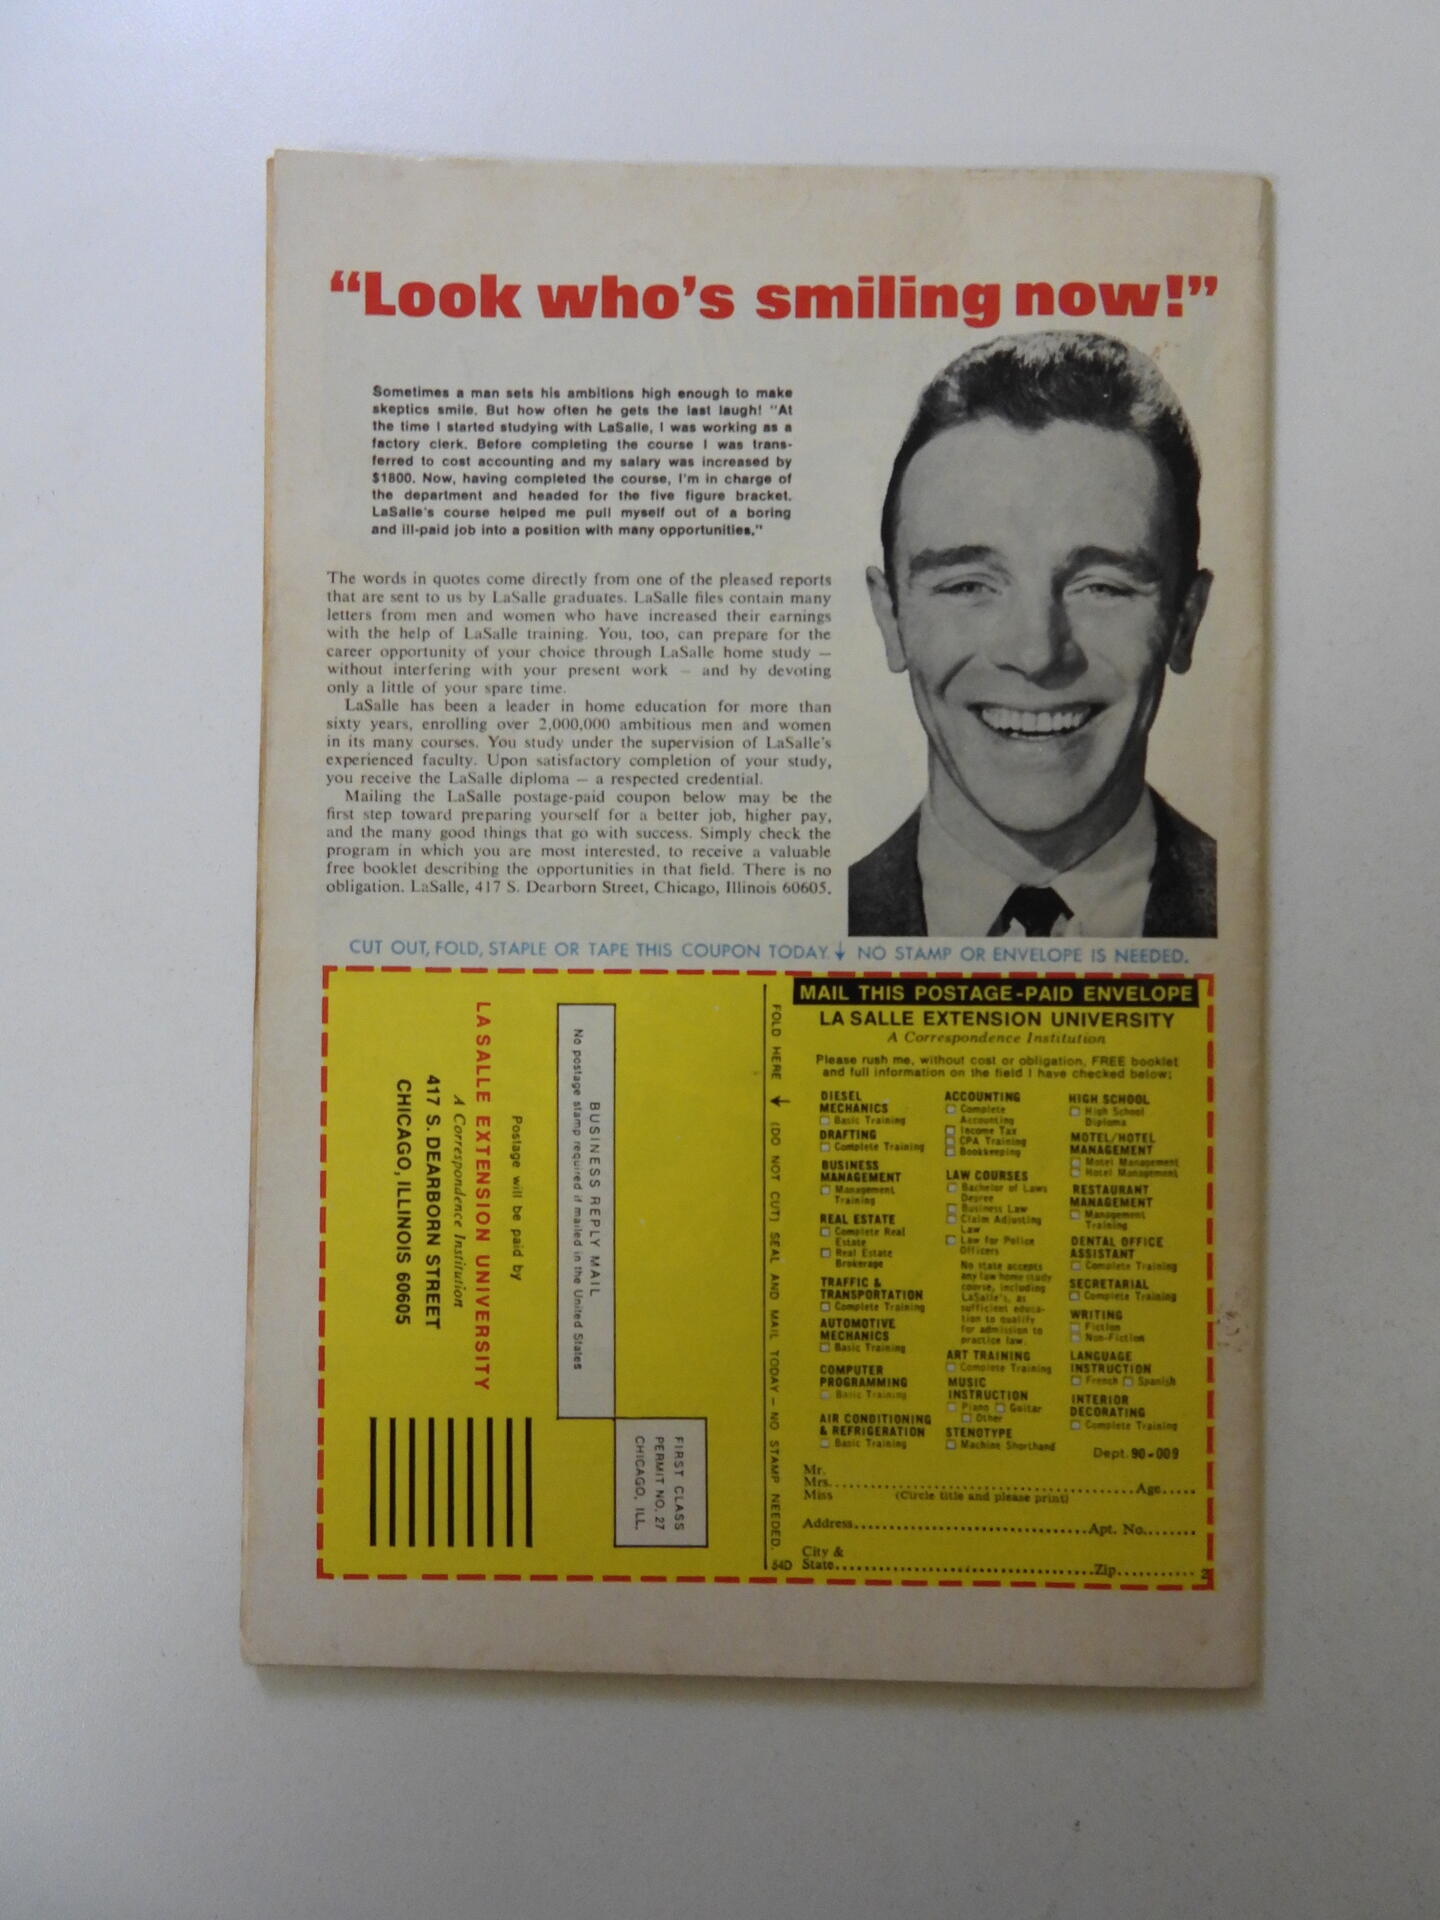 “Look who’s smiling now!”
Sometimes a man sets his ambitions high enough to make
skeptics smile. But how often he gets the last laugh! "At
the time I started studying with LaSalle, I was working as a
factory clerk. Before completing the course I was trans-
ferred to cost accounting and my salary was increased by
$1800. Now, having completed the course, I'm in charge of
the department and headed for the five figure bracket.
LaSalle's course helped me pull myself out of a boring
and ill-paid job into a position with many opportunities."
The words in quotes come directly from one of the pleased reports
that are sent to us by LaSalle graduates. LaSalle files contain many
letters from men and women who have increased their earnings
with the help of LaSalle training. You, too, can prepare for the
career opportunity of your choice through LaSalle home study —
without interfering with your present work — and by devoting
only a little of your spare time.
LaSalle has been a leader in home education for more than
sixty years, enrolling over 2,000,000 ambitious men and women
in its many courses. You study under the supervision of LaSalle's
experienced faculty. Upon satisfactory completion of your study,
you receive the LaSalle diploma — a respected credential.
Mailing the LaSalle postage-paid coupon below may be the
first step toward preparing yourself for a better job, higher pay,
and the many good things that go with success. Simply check the
program in which you are most interested, to receive a valuable
free booklet describing the opportunities in that field. There is no
obligation. LaSalle, 417 S. Dearborn Street, Chicago, Illinois 60605.
CUT OUT, FOLD, STAPLE OR TAPE THIS COUPON TODAY. ↓ NO STAMP OR ENVELOPE IS NEEDED.
FIRST CLASS
PERMIT NO. 27
CHICAGO, ILL.
BUSINESS REPLY MAIL
No postage stamp required if mailed in the United States
Postage will be paid by
LA SALLE EXTENSION UNIVERSITY
A Correspondence Institution
417 S. DEARBORN STREET
CHICAGO, ILLINOIS 60605
FOLD HERE ↓ (DO NOT CUT) SEAL AND MAIL TODAY — NO STAMP NEEDED.
54D
MAIL THIS POSTAGE-PAID ENVELOPE
LA SALLE EXTENSION UNIVERSITY
A Correspondence Institution
Please rush me, without cost or obligation, FREE booklet
and full information on the field I have checked below:
DIESEL
MECHANICS
Basic Training
DRAFTING
Complete Training
BUSINESS
MANAGEMENT
Management
Training
REAL ESTATE
Complete Real
Estate
Real Estate
Brokerage
TRAFFIC &
TRANSPORTATION
Complete Training
AUTOMOTIVE
MECHANICS
Basic Training
COMPUTER
PROGRAMMING
Basic Training
AIR CONDITIONING
& REFRIGERATION
Basic Training
ACCOUNTING
Complete
Accounting
Income Tax
CPA Training
Bookkeeping
LAW COURSES
Bachelor of Laws
Degree
Business Law
Claim Adjusting
Law
Law for Police
Officers
No state accepts
any law home study
course, including
LaSalle's, as
sufficient educa-
tion to qualify
for admission to
practice law.
ART TRAINING
Complete Training
MUSIC
INSTRUCTION
Piano Guitar
Other
STENOTYPE
Machine Shorthand
HIGH SCHOOL
High School
Diploma
MOTEL/HOTEL
MANAGEMENT
Motel Management
Hotel Management
RESTAURANT
MANAGEMENT
Management
Training
DENTAL OFFICE
ASSISTANT
Complete Training
SECRETARIAL
Complete Training
WRITING
Fiction
Non-Fiction
LANGUAGE
INSTRUCTION
French Spanish
INTERIOR
DECORATING
Complete Training
Dept. 90-009
Mr.
Mrs. Age
Miss (Circle title and please print)
Address Apt. No.
City &
State Zip 2